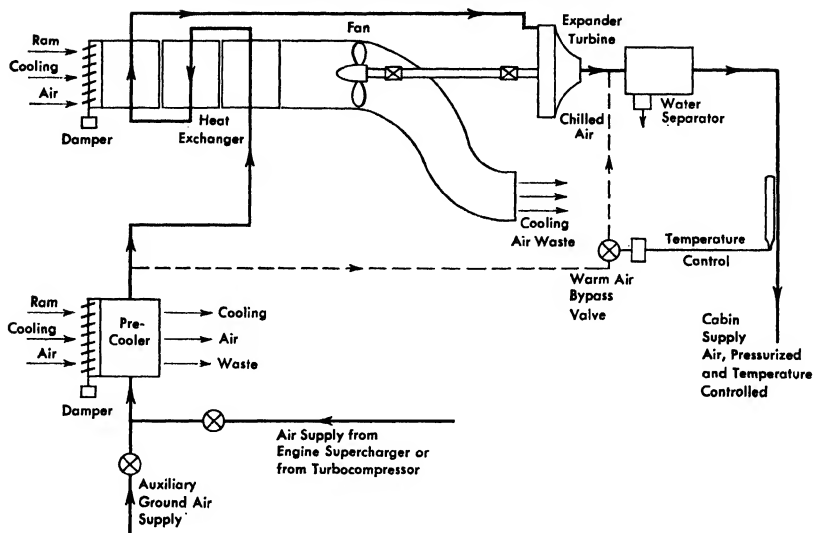 Ram
Cooling
Air
Damper
Heat
Exchanger
Fan
Expander
Turbine
Chilled
Air
Water
Separator
Cooling
Air Waste
Temperature
Control
Warm Air
Bypass
Valve
Cabin
Supply
Air, Pressurized
and Temperature
Controlled
Ram
Cooling
Air
Pre-
Cooler
Cooling
Air
Waste
Damper
Air Supply from
Engine Supercharger or
from Turbocompressor
Auxiliary
Ground Air
Supply